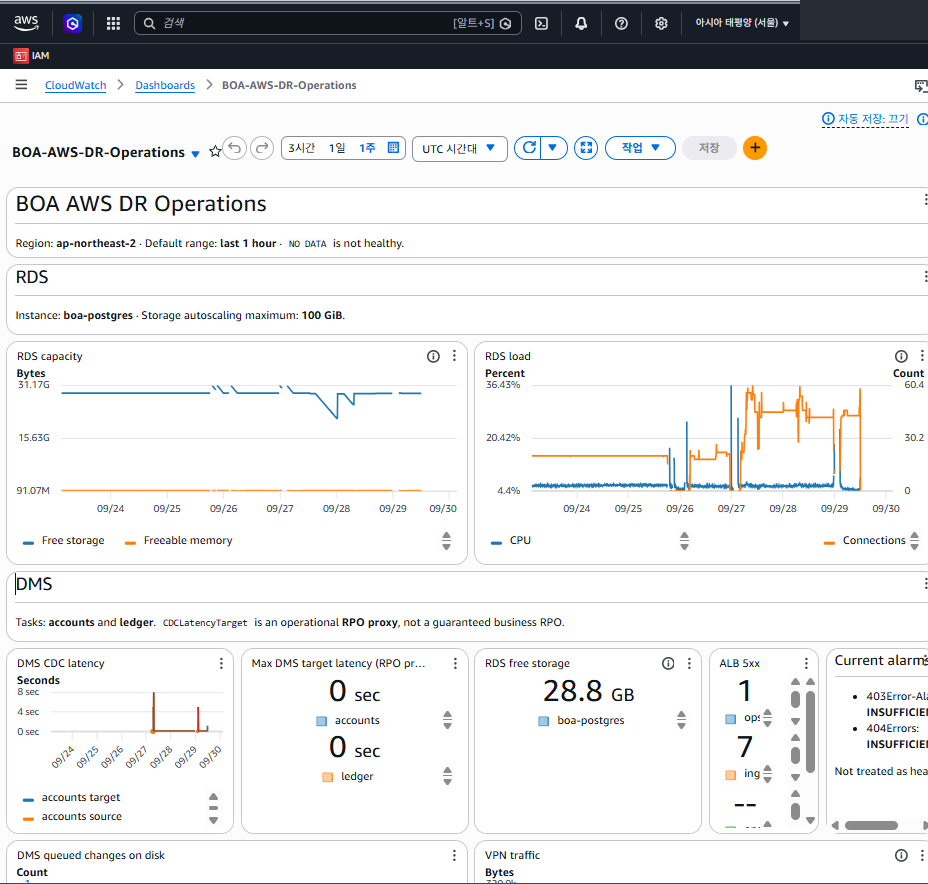 aws
검색
[알트+S]
아시아 태평양 (서울)
IAM
CloudWatch
Dashboards
BOA-AWS-DR-Operations
자동 저장: 끄기
BOA-AWS-DR-Operations
3시간 1일 1주
UTC 시간대
작업
저장
BOA AWS DR Operations
Region: ap-northeast-2 · Default range: last 1 hour · NO DATA is not healthy.
RDS
Instance: boa-postgres · Storage autoscaling maximum: 100 GiB.
RDS capacity
Bytes
31.17G
15.63G
91.07M
09/24 09/25 09/26 09/27 09/28 09/29 09/30
Free storage
Freeable memory
RDS load
Percent
Count
36.43%
60.4
20.42%
30.2
4.4%
0
09/24 09/25 09/26 09/27 09/28 09/29 09/30
CPU
Connections
DMS
Tasks: accounts and ledger. CDCLatencyTarget is an operational RPO proxy, not a guaranteed business RPO.
DMS CDC latency
Seconds
8 sec
4 sec
0 sec
09/24 09/25 09/26 09/27 09/28 09/29 09/30
accounts target
accounts source
Max DMS target latency (RPO pr...
0 sec
accounts
0 sec
ledger
RDS free storage
28.8 GB
boa-postgres
ALB 5xx
1
ops
7
ing
--
Current alarms
403Error-Ala
INSUFFICIEN
404Errors:
INSUFFICIEN
Not treated as hea
DMS queued changes on disk
Count
1
VPN traffic
Bytes